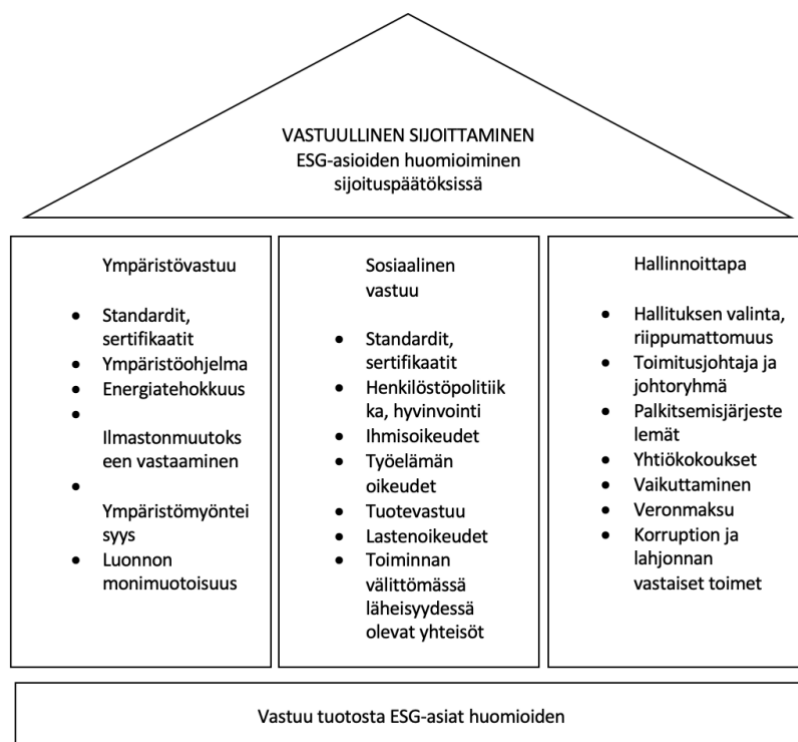 VASTUULLINEN SIJOITTAMINEN
ESG-asioiden huomioiminen
sijoituspäätöksissä
Ympäristövastuu
• Standardit,
sertifikaatit
• Ympäristöohjelma
• Energiatehokkuus
•
Ilmastonmuutoks
een vastaaminen
•
Ympäristömyöntei
syys
• Luonnon
monimuotoisuus
Sosiaalinen
vastuu
• Standardit,
sertifikaatit
• Henkilöstöpolitiik
ka, hyvinvointi
• Ihmisoikeudet
• Työelämän
oikeudet
• Tuotevastuu
• Lastenoikeudet
• Toiminnan
välittömässä
läheisyydessä
olevat yhteisöt
Hallinnoittapa
• Hallituksen valinta,
riippumattomuus
• Toimitusjohtaja ja
johtoryhmä
• Palkitsemisjärjeste
lemät
• Yhtiökokoukset
• Vaikuttaminen
• Veronmaksu
• Korruption ja
lahjonnan
vastaiset toimet
Vastuu tuotosta ESG-asiat huomioiden